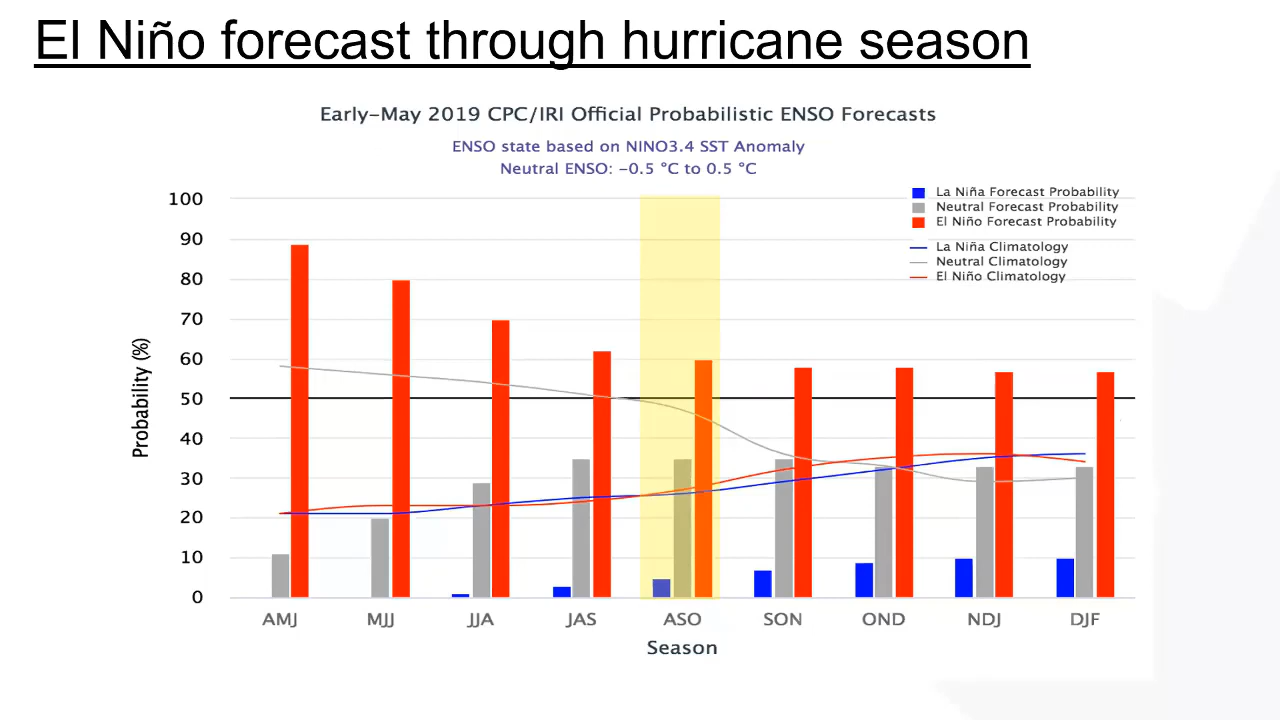 El Niño forecast through hurricane season
Early-May 2019 CPC/IRI Official Probabilistic ENSO Forecasts
ENSO state based on NINO3.4 SST Anomaly
Neutral ENSO: -0.5 °C to 0.5 °C
La Niña Forecast Probability
Neutral Forecast Probability
El Niño Forecast Probability
La Niña Climatology
Neutral Climatology
El Niño Climatology
Probability (%)
100
90
80
70
60
50
40
30
20
10
0
AMJ MJJ JJA JAS ASO SON OND NDJ DJF
Season